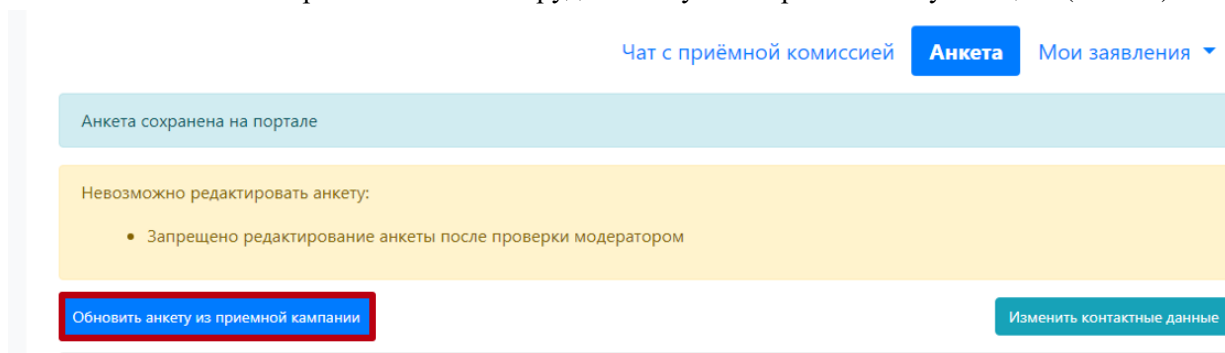 Чат с приёмной комиссией Анкета Мои заявления
Анкета сохранена на портале
Невозможно редактировать анкету:
• Запрещено редактирование анкеты после проверки модератором
Обновить анкету из приемной кампании Изменить контактные данные